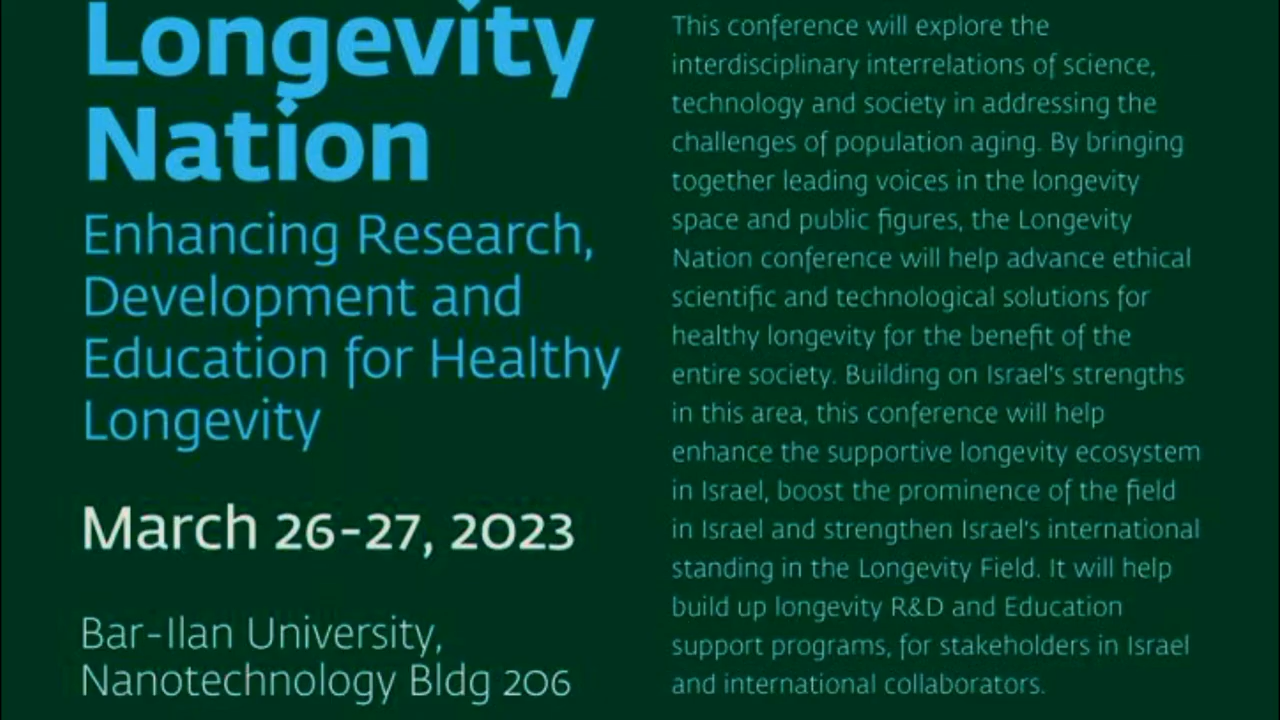 Longevity
Nation
Enhancing Research,
Development and
Education for Healthy
Longevity
March 26-27, 2023
Bar-Ilan University,
Nanotechnology Bldg 206
This conference will explore the
interdisciplinary interrelations of science,
technology and society in addressing the
challenges of population aging. By bringing
together leading voices in the longevity
space and public figures, the Longevity
Nation conference will help advance ethical
scientific and technological solutions for
healthy longevity for the benefit of the
entire society. Building on Israel's strengths
in this area, this conference will help
enhance the supportive longevity ecosystem
in Israel, boost the prominence of the field
in Israel and strengthen Israel's international
standing in the Longevity Field. It will help
build up longevity R&D and Education
support programs, for stakeholders in Israel
and international collaborators.